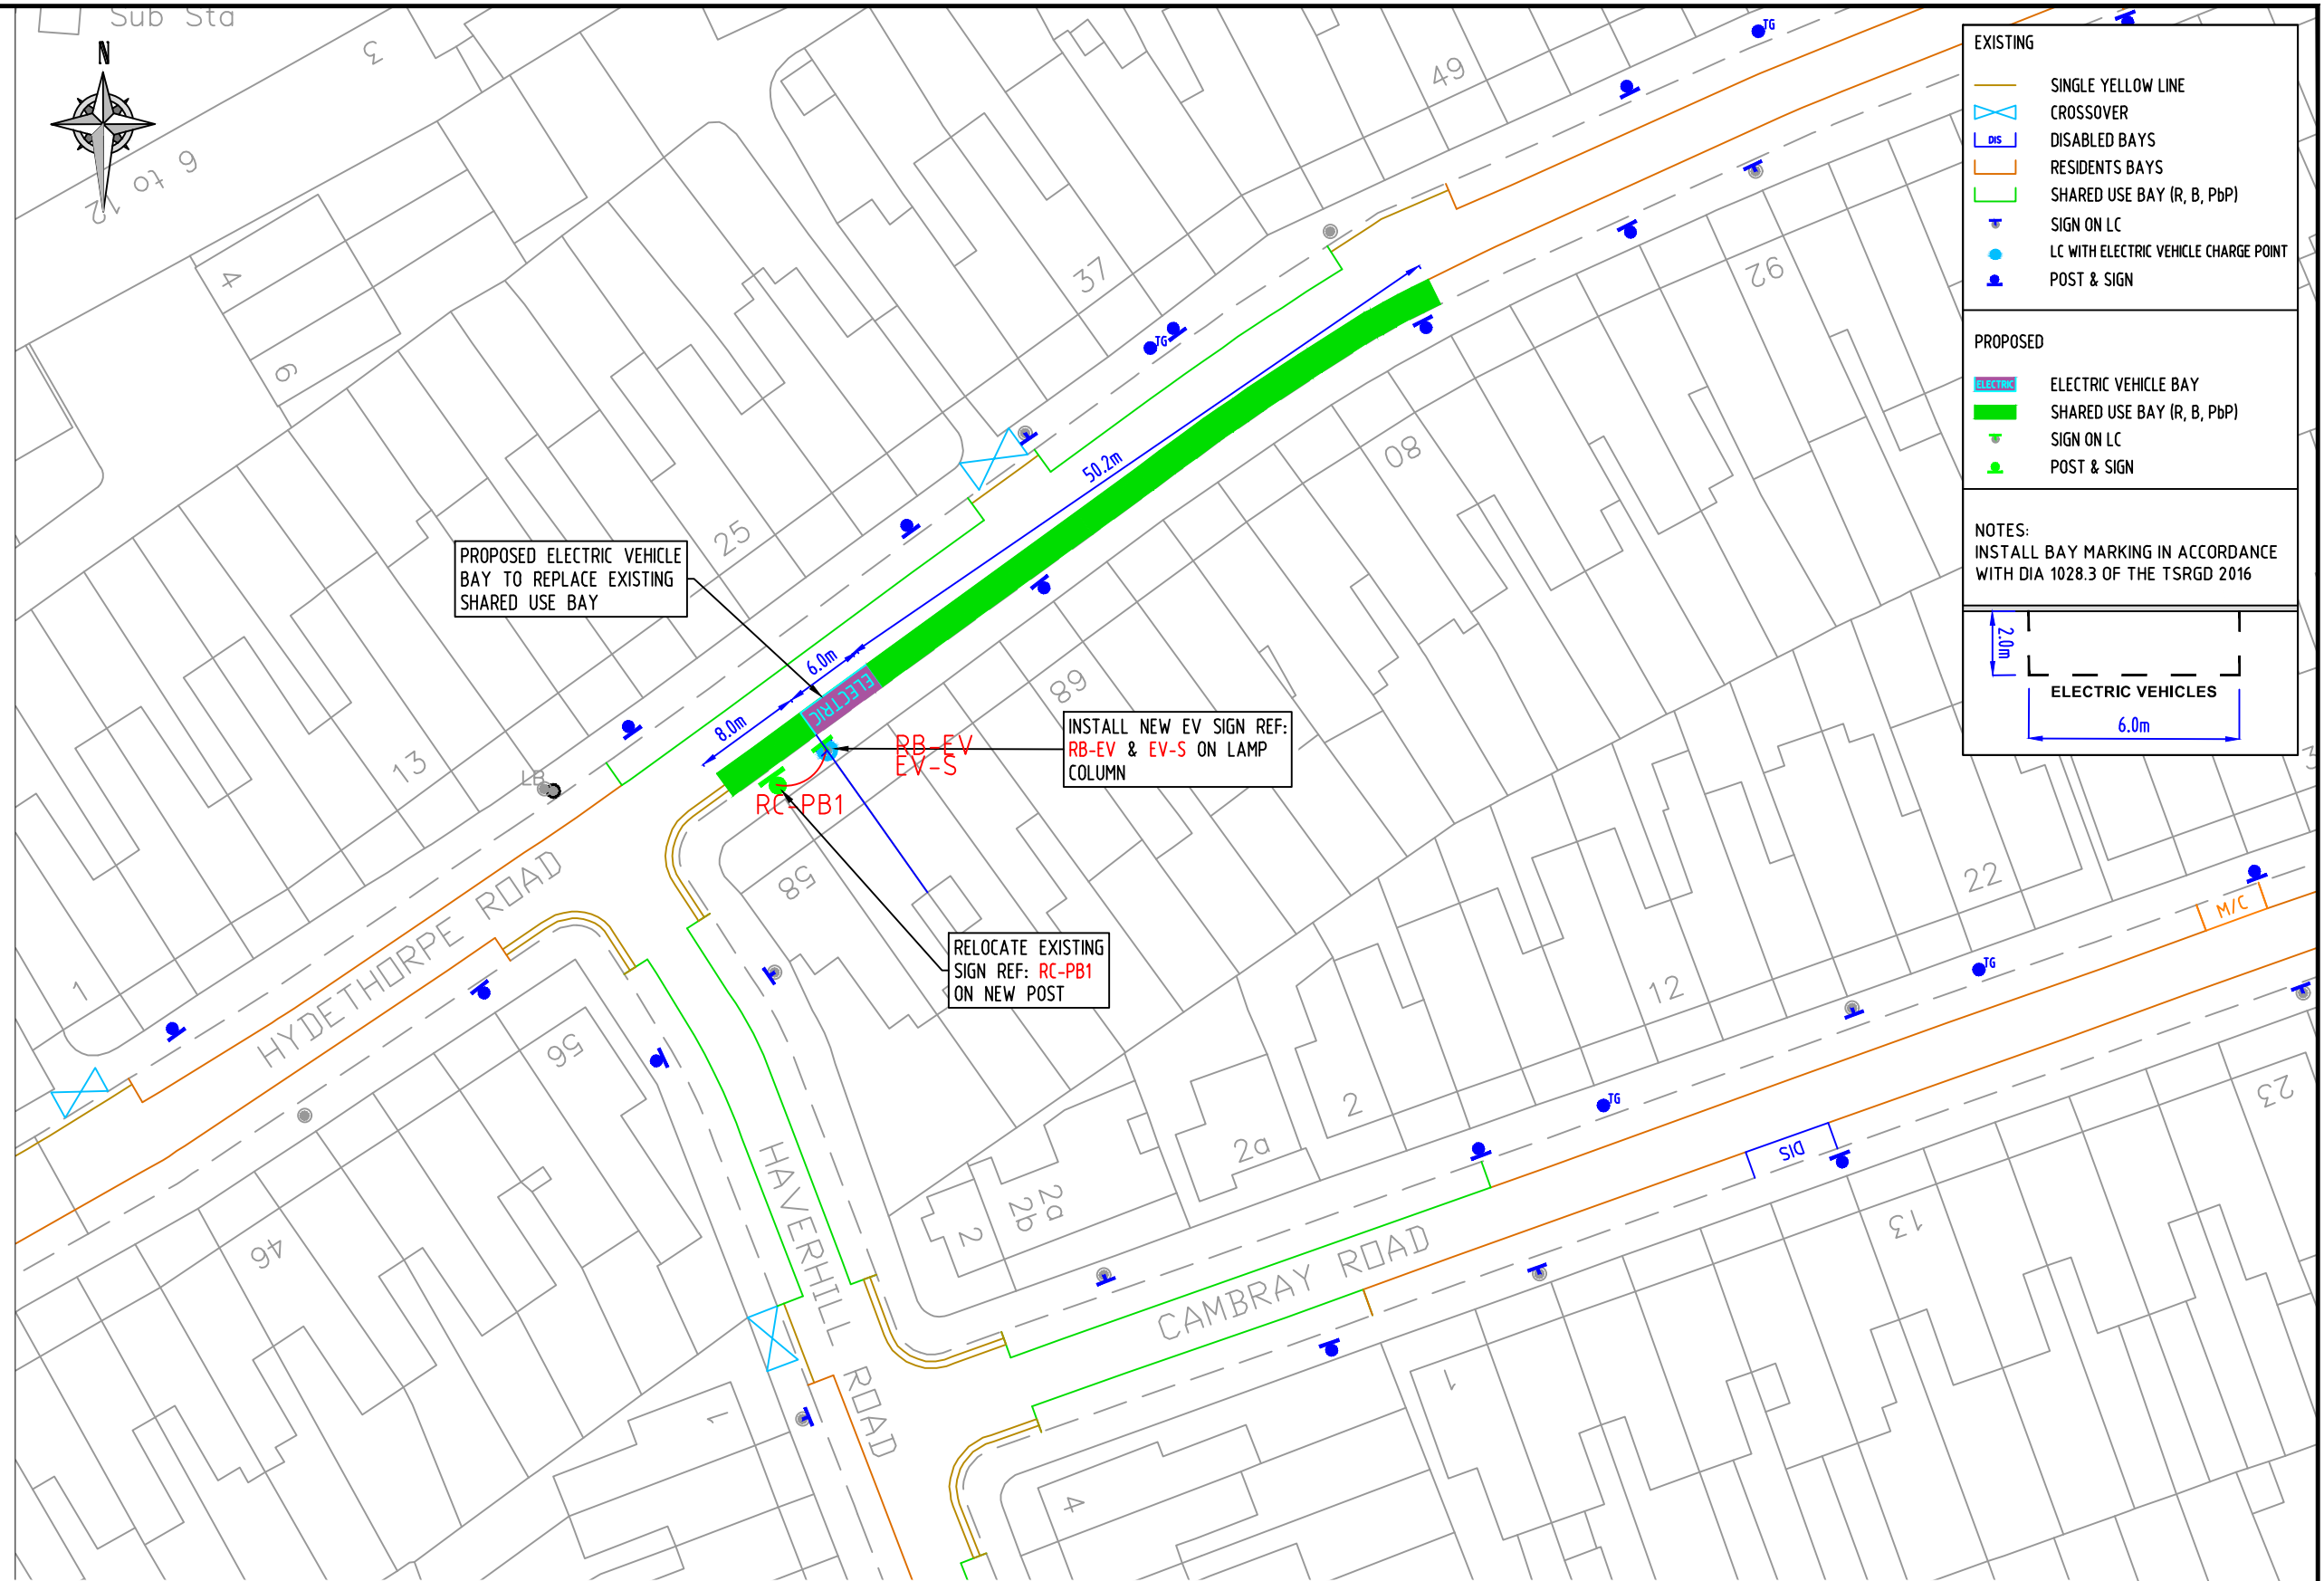 Sub Sta
N
3
6 to 12
4
6
49
37
25
13
1
92
80
68
58
56
46
LB
TG
TG
50.2m
6.0m
8.0m
ELECTRIC
PROPOSED ELECTRIC VEHICLE
BAY TO REPLACE EXISTING
SHARED USE BAY
RB-EV
EV-S
RC-PB1
INSTALL NEW EV SIGN REF:
RB-EV & EV-S ON LAMP
COLUMN
RELOCATE EXISTING
SIGN REF: RC-PB1
ON NEW POST
HYDETHORPE ROAD
HAVERHILL ROAD
CAMBRAY ROAD
22
12
2
2a
2a
2b
2
M/C
TG
TG
DIS
23
13
1
1
4
EXISTING
SINGLE YELLOW LINE
CROSSOVER
DIS DISABLED BAYS
RESIDENTS BAYS
SHARED USE BAY (R, B, PbP)
SIGN ON LC
LC WITH ELECTRIC VEHICLE CHARGE POINT
POST & SIGN
PROPOSED
ELECTRIC ELECTRIC VEHICLE BAY
SHARED USE BAY (R, B, PbP)
SIGN ON LC
POST & SIGN
NOTES:
INSTALL BAY MARKING IN ACCORDANCE
WITH DIA 1028.3 OF THE TSRGD 2016
2.0m
ELECTRIC VEHICLES
6.0m